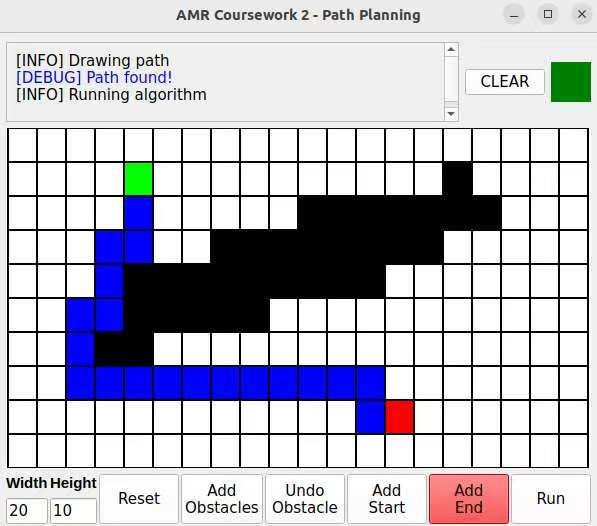 AMR Coursework 2 - Path Planning
[INFO] Drawing path
[DEBUG] Path found!
[INFO] Running algorithm
CLEAR
Width Height
20 10
Reset
Add
Obstacles
Undo
Obstacle
Add
Start
Add
End
Run